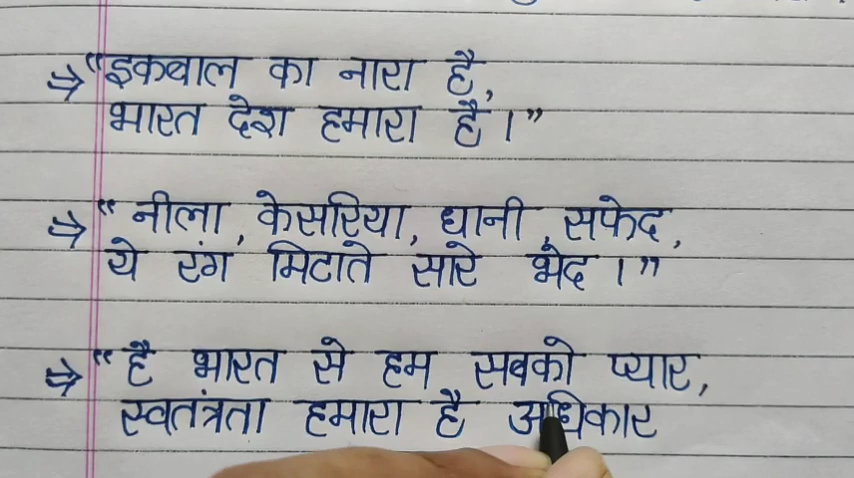 ⇒ “इकबाल का नारा है,
भारत देश हमारा है।”
⇒ “नीला, केसरिया, धानी, सफेद,
ये रंग मिटाते सारे भेद।”
⇒ “है भारत से हम सबको प्यार,
स्वतंत्रता हमारा है अधिकार